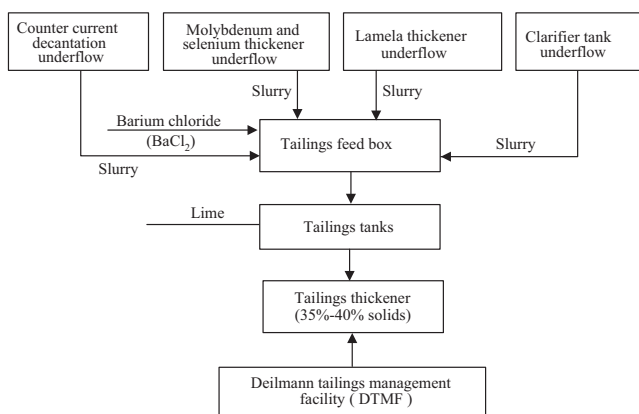 Counter current
decantation
underflow
Molybdenum and
selenium thickener
underflow
Lamela thickener
underflow
Clarifier tank
underflow
Slurry
Slurry
Barium chloride
(BaCl₂)
Tailings feed box
Slurry
Slurry
Lime
Tailings tanks
Tailings thickener
(35%-40% solids)
Deilmann tailings management
facility ( DTMF )